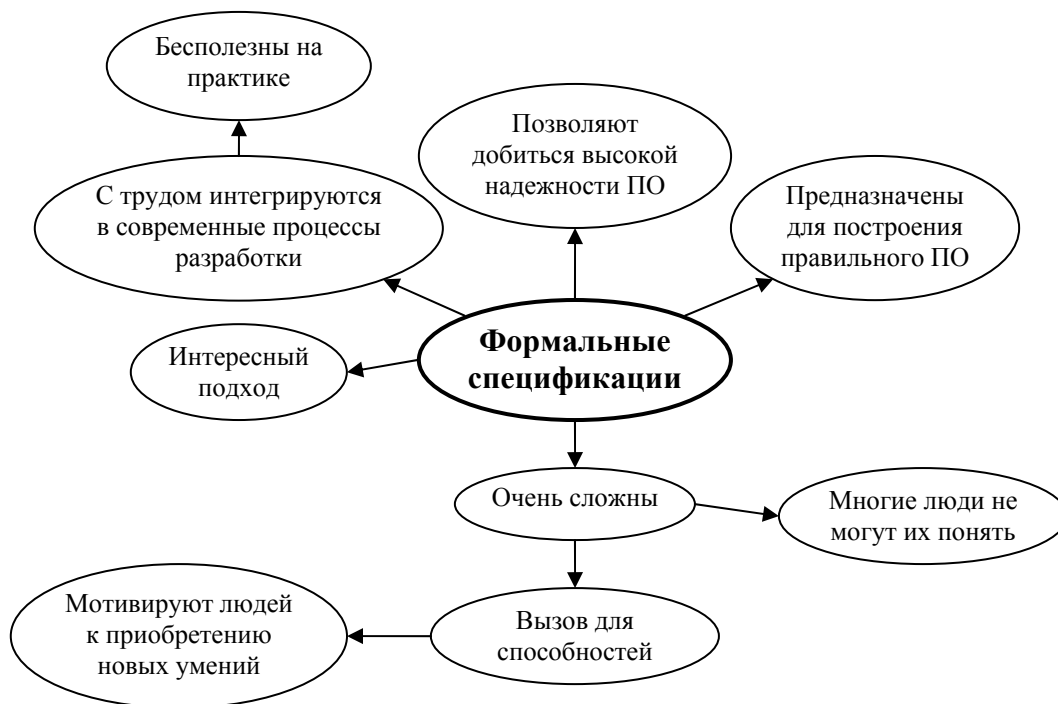 Бесполезны на
практике
Позволяют
добиться высокой
надежности ПО
С трудом интегрируются
в современные процессы
разработки
Предназначены
для построения
правильного ПО
Формальные
спецификации
Интересный
подход
Очень сложны
Многие люди не
могут их понять
Мотивируют людей
к приобретению
новых умений
Вызов для
способностей